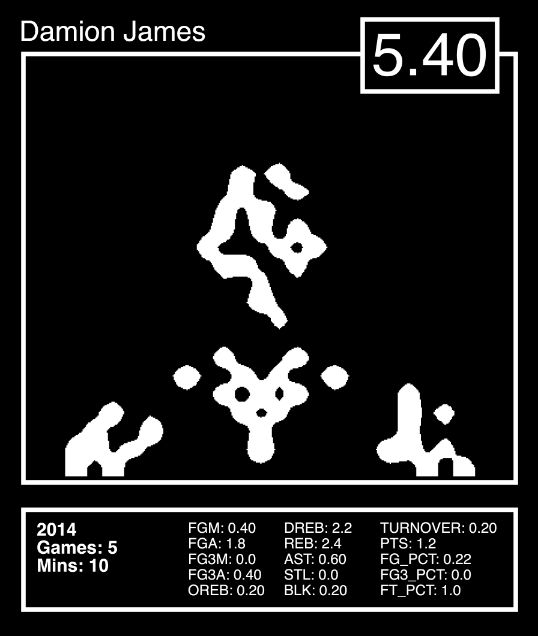 Damion James
5.40
2014
Games: 5
Mins: 10
FGM: 0.40
FGA: 1.8
FG3M: 0.0
FG3A: 0.40
OREB: 0.20
DREB: 2.2
REB: 2.4
AST: 0.60
STL: 0.0
BLK: 0.20
TURNOVER: 0.20
PTS: 1.2
FG_PCT: 0.22
FG3_PCT: 0.0
FT_PCT: 1.0